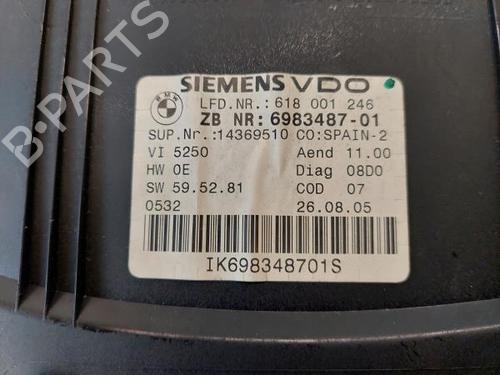 SIEMENS VDO
BMW
LFD.NR.:618 001 246
ZB NR:6983487-01
SUP.Nr.:14369510 CO:SPAIN-2
VI 5250 Aend 11.00
HW 0E Diag 08D0
SW 59.52.81 COD 07
0532 26.08.05
IK698348701S
B-PARTS